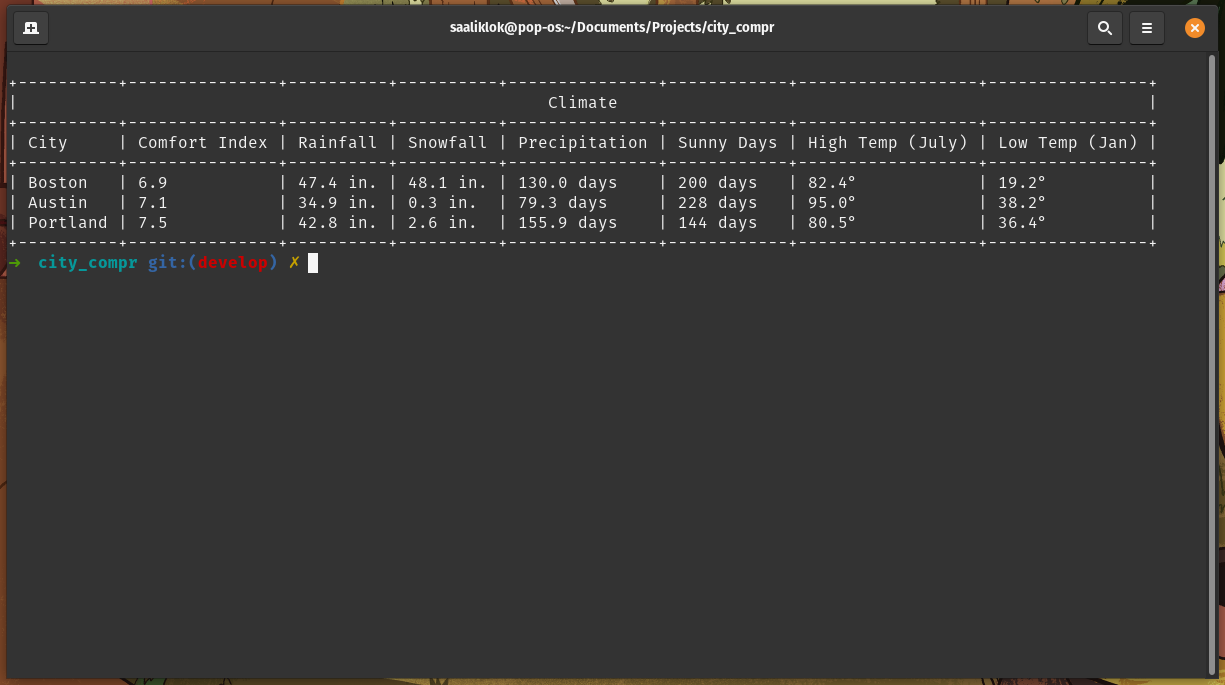 saaliklok@pop-os:~/Documents/Projects/city_compr
+----------+---------------+-----------+----------+---------------+------------+------------------+----------------+
|                                                     Climate                                                     |
+----------+---------------+-----------+----------+---------------+------------+------------------+----------------+
| City     | Comfort Index | Rainfall | Snowfall | Precipitation | Sunny Days | High Temp (July) | Low Temp (Jan) |
+----------+---------------+----------+----------+---------------+------------+------------------+----------------+
| Boston   | 6.9           | 47.4 in. | 48.1 in. | 130.0 days    | 200 days   | 82.4°            | 19.2°          |
| Austin   | 7.1           | 34.9 in. | 0.3 in.  | 79.3 days     | 228 days   | 95.0°            | 38.2°          |
| Portland | 7.5           | 42.8 in. | 2.6 in.  | 155.9 days    | 144 days   | 80.5°            | 36.4°          |
+----------+---------------+----------+----------+---------------+------------+------------------+----------------+
➜  city_compr git:(develop) ✗